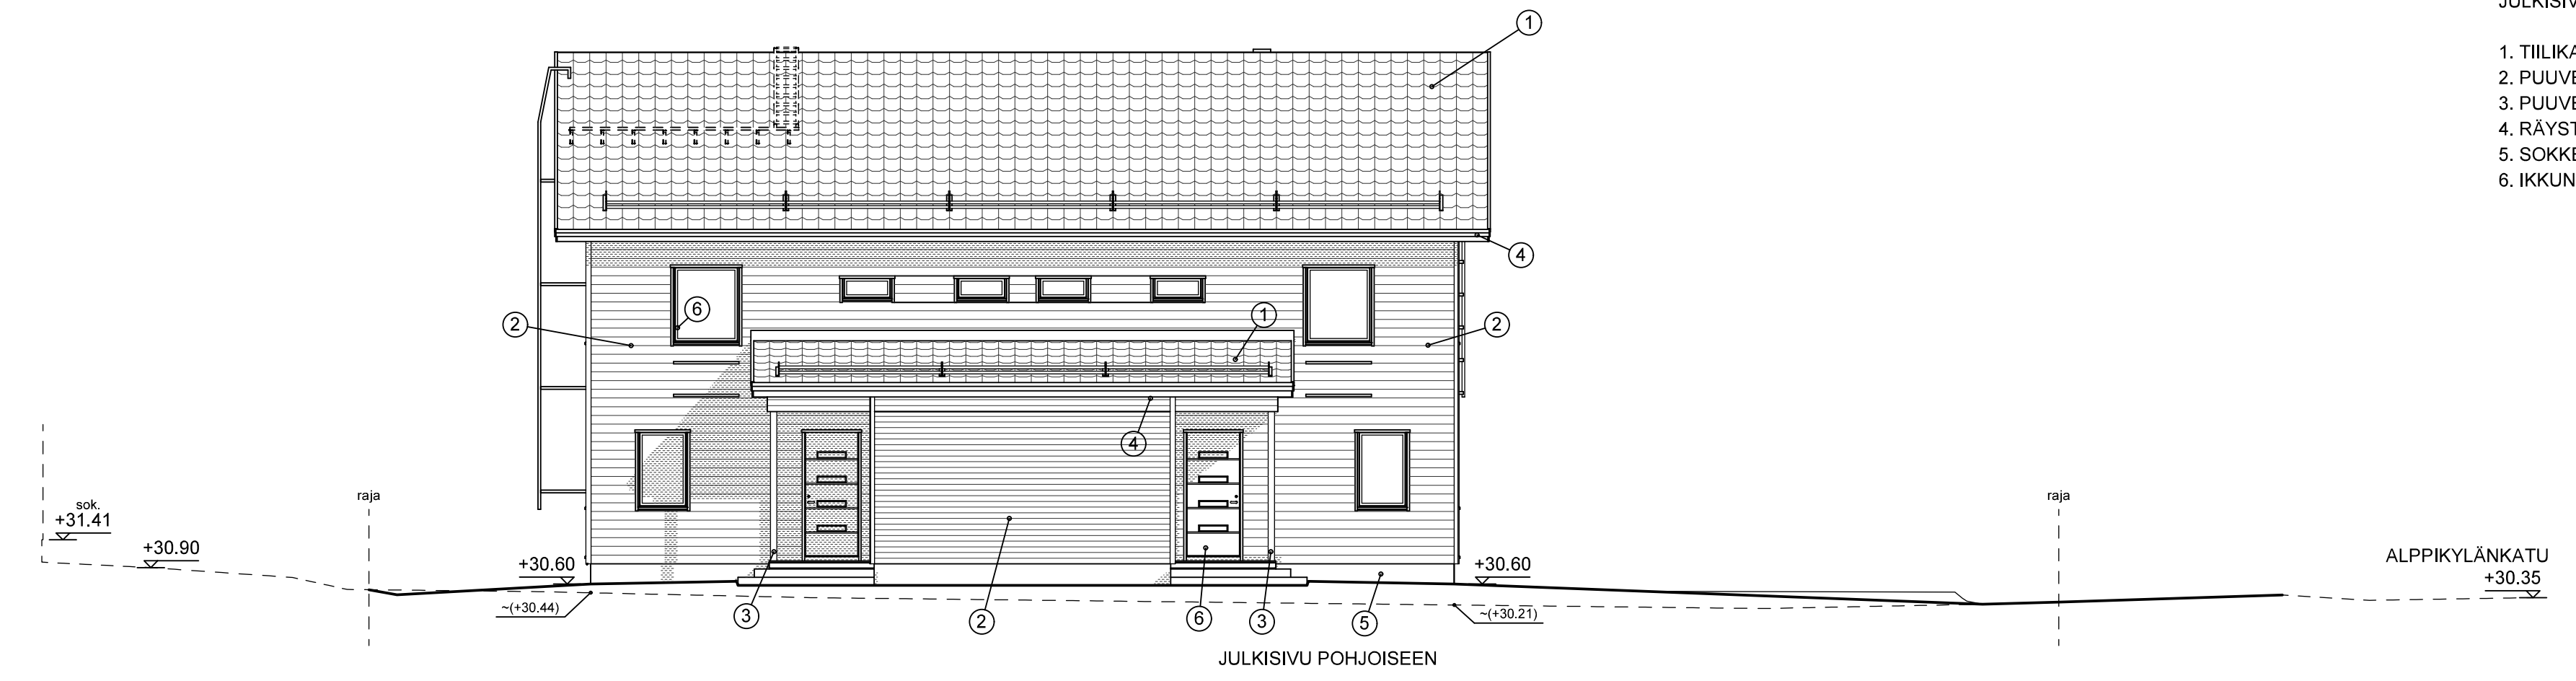 1. TIILIKA
2. PUUVE
3. PUUVE
4. RÄYST
5. SOKKE
6. IKKUN
1
4
2
6
1
2
4
sok.
+31.41
+30.90
raja
+30.60
~(+30.44)
3
2
6
3
5
+30.60
~(+30.21)
raja
ALPPIKYLÄNKATU
+30.35
JULKISIVU POHJOISEEN